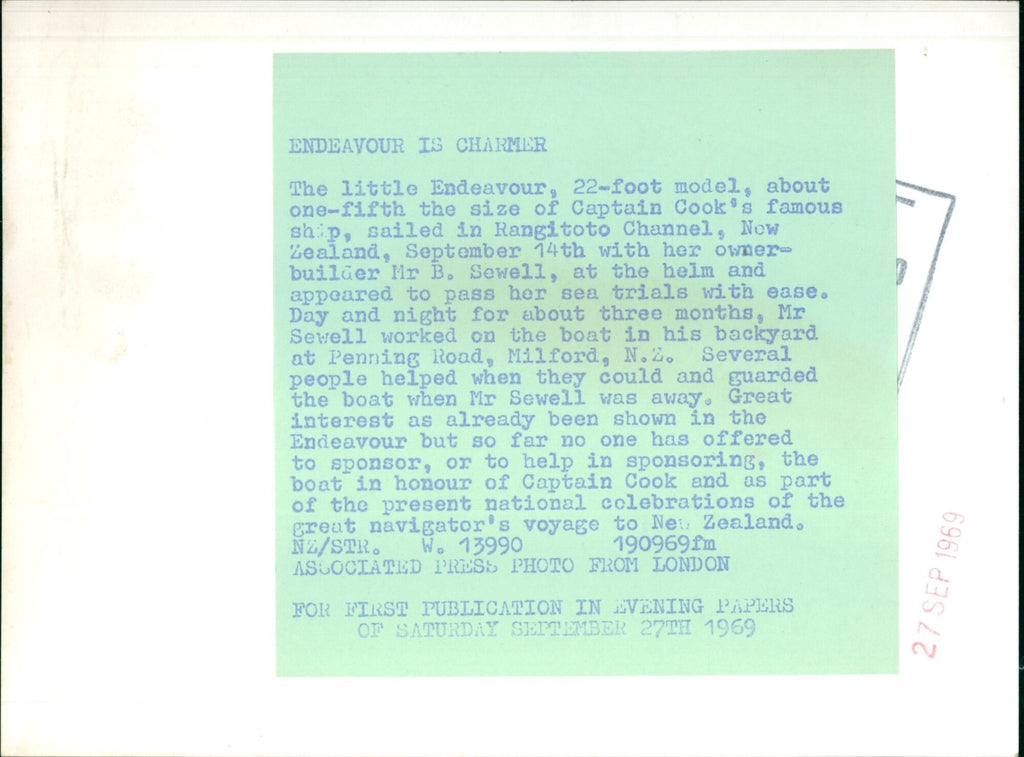 ENDEAVOUR IS CHARMER
The little Endeavour, 22-foot model, about
one-fifth the size of Captain Cook's famous
ship, sailed in Rangitoto Channel, New
Zealand, September 14th with her owner-
builder Mr B. Sewell, at the helm and
appeared to pass her sea trials with ease.
Day and night for about three months, Mr
Sewell worked on the boat in his backyard
at Penning Road, Milford, N.Z. Several
people helped when they could and guarded
the boat when Mr Sewell was away. Great
interest as already been shown in the
Endeavour but so far no one has offered
to sponsor, or to help in sponsoring, the
boat in honour of Captain Cook and as part
of the present national celebrations of the
great navigator's voyage to New Zealand.
NZ/STR. W. 13990 190969fm
ASSOCIATED PRESS PHOTO FROM LONDON
FOR FIRST PUBLICATION IN EVENING PAPERS
OF SATURDAY SEPTEMBER 27TH 1969
27 SEP 1969